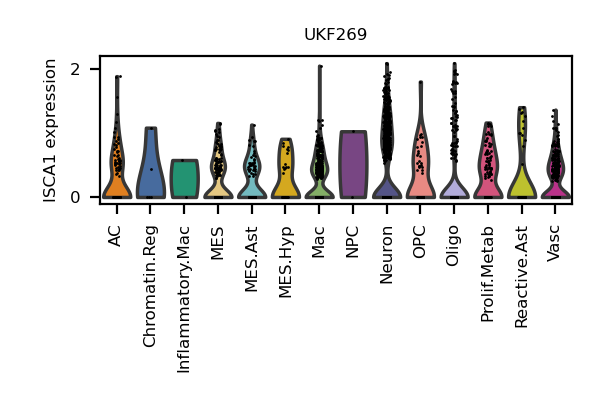 UKF269
ISCA1 expression
2
0
AC
Chromatin.Reg
Inflammatory.Mac
MES
MES.Ast
MES.Hyp
Mac
NPC
Neuron
OPC
Oligo
Prolif.Metab
Reactive.Ast
Vasc